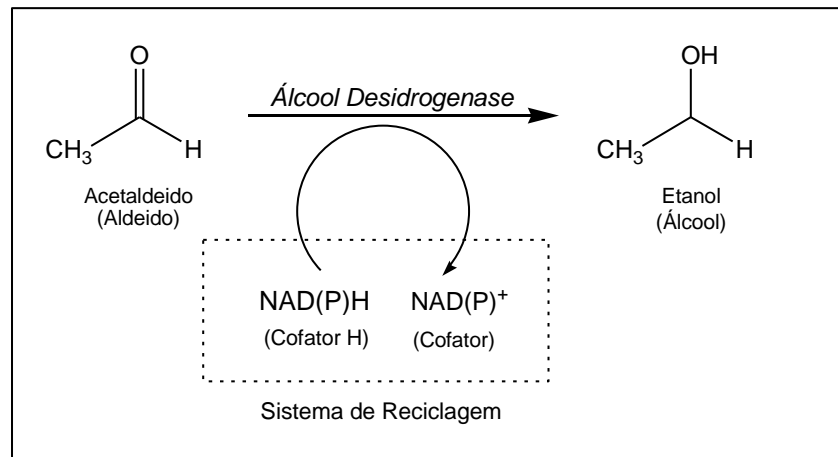 O
OH
Álcool Desidrogenase
CH3
H
CH3
H
Acetaldeido
(Aldeido)
Etanol
(Álcool)
NAD(P)H
NAD(P)+
(Cofator H)
(Cofator)
Sistema de Reciclagem